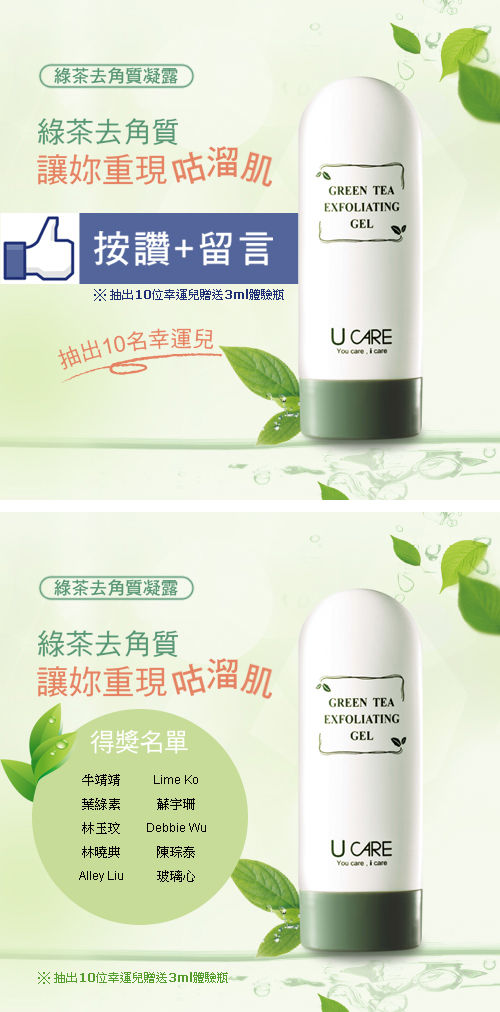 綠茶去角質凝露
綠茶去角質
讓妳重現咕溜肌
按讚+留言
※ 抽出10位幸運兒贈送3ml體驗瓶
抽出10名幸運兒
GREEN TEA
EXFOLIATING
GEL
U CARE
You care , i care
綠茶去角質凝露
綠茶去角質
讓妳重現咕溜肌
得獎名單
牛靖靖 Lime Ko
葉綠素 蘇宇珊
林玉玟 Debbie Wu
林曉典 陳琮泰
Alley Liu 玻璃心
※ 抽出10位幸運兒贈送3ml體驗瓶
GREEN TEA
EXFOLIATING
GEL
U CARE
You care , i care